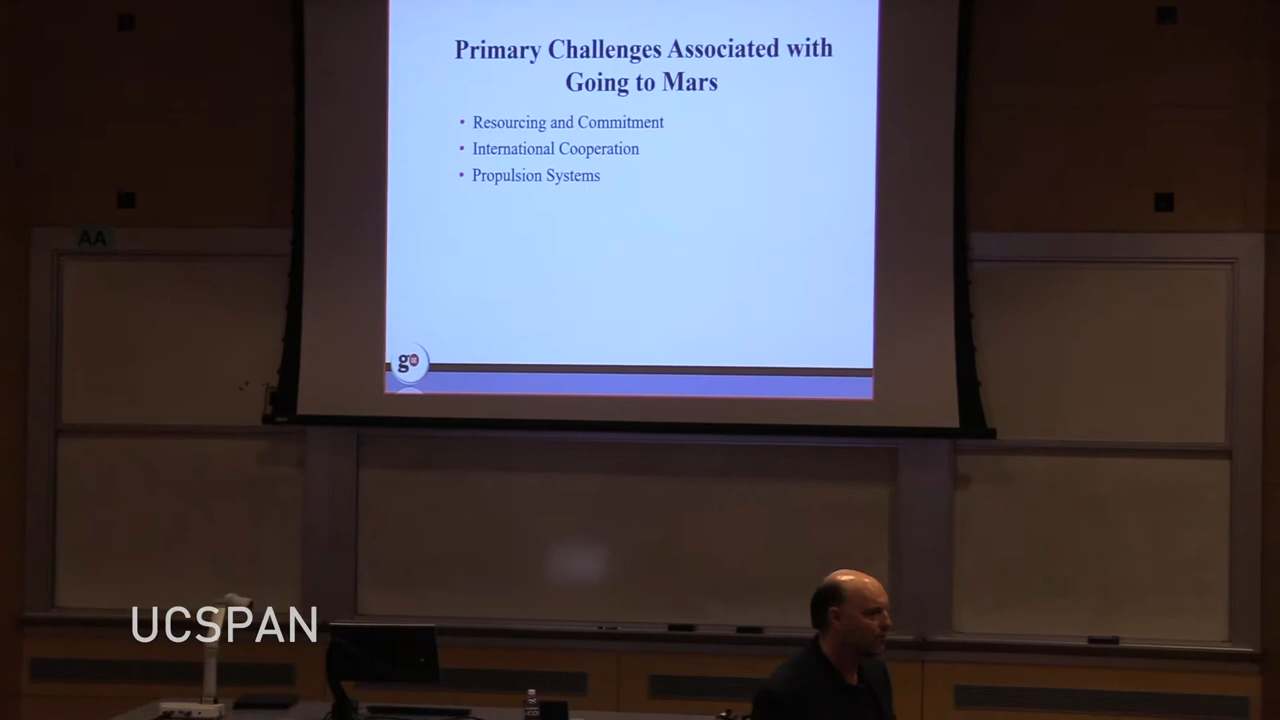 Primary Challenges Associated with
Going to Mars
• Resourcing and Commitment
• International Cooperation
• Propulsion Systems
AA
g
UCSPAN